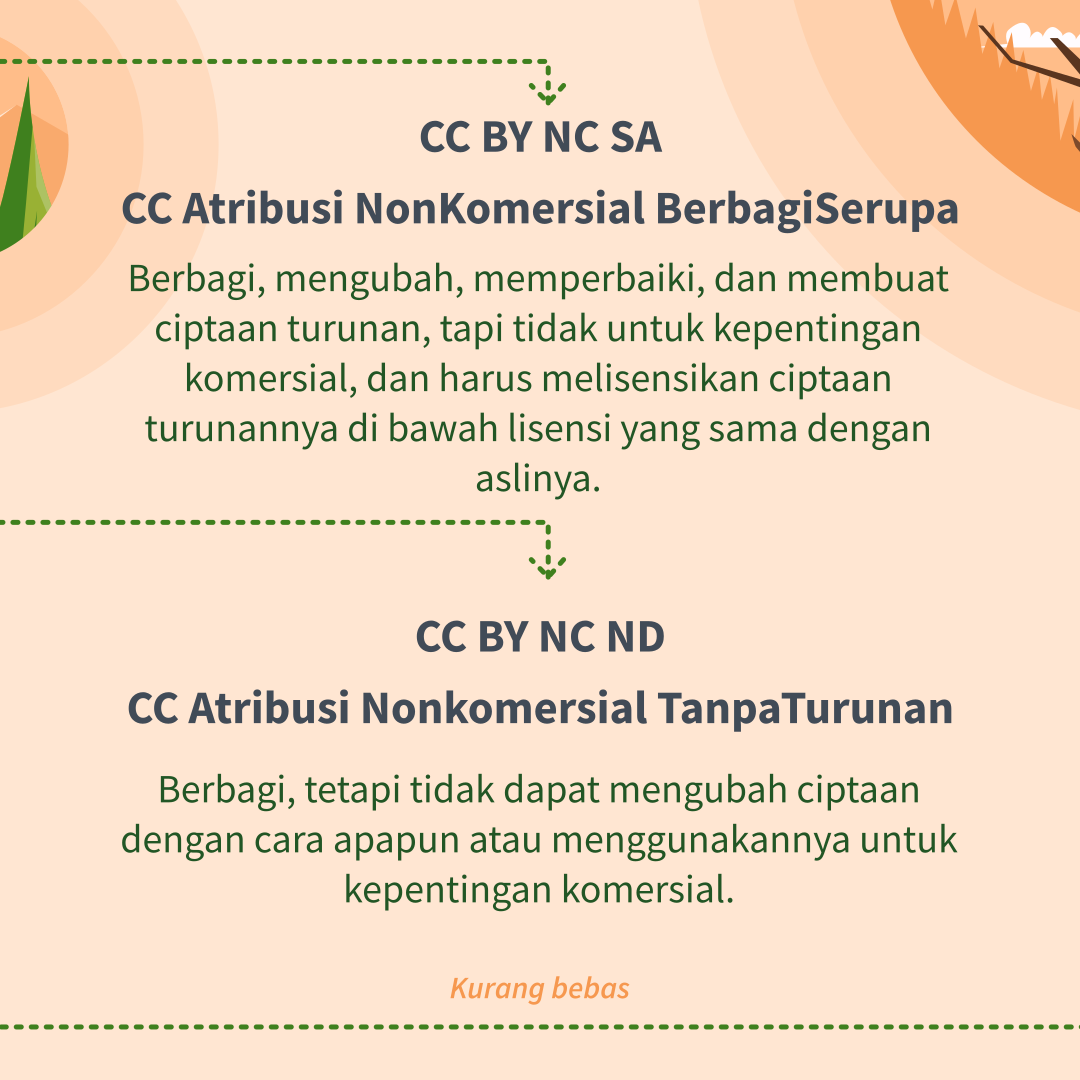 CC BY NC SA
CC Atribusi NonKomersial BerbagiSerupa
Berbagi, mengubah, memperbaiki, dan membuat
ciptaan turunan, tapi tidak untuk kepentingan
komersial, dan harus melisensikan ciptaan
turunannya di bawah lisensi yang sama dengan
aslinya.
CC BY NC ND
CC Atribusi Nonkomersial TanpaTurunan
Berbagi, tetapi tidak dapat mengubah ciptaan
dengan cara apapun atau menggunakannya untuk
kepentingan komersial.
Kurang bebas